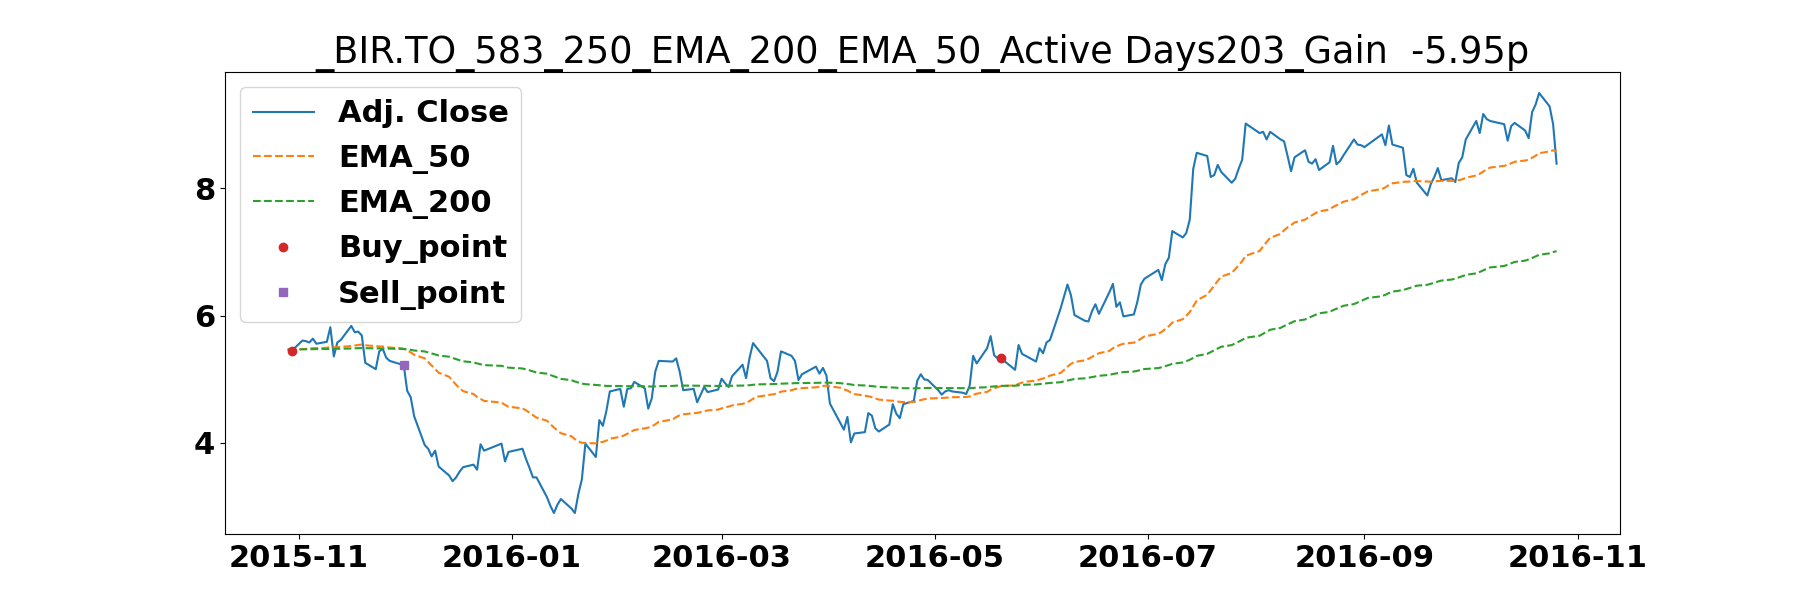 _BIR.TO_583_250_EMA_200_EMA_50_Active Days203_Gain  -5.95p
Adj. Close
EMA_50
EMA_200
Buy_point
Sell_point
8
6
4
2015-11 2016-01 2016-03 2016-05 2016-07 2016-09 2016-11